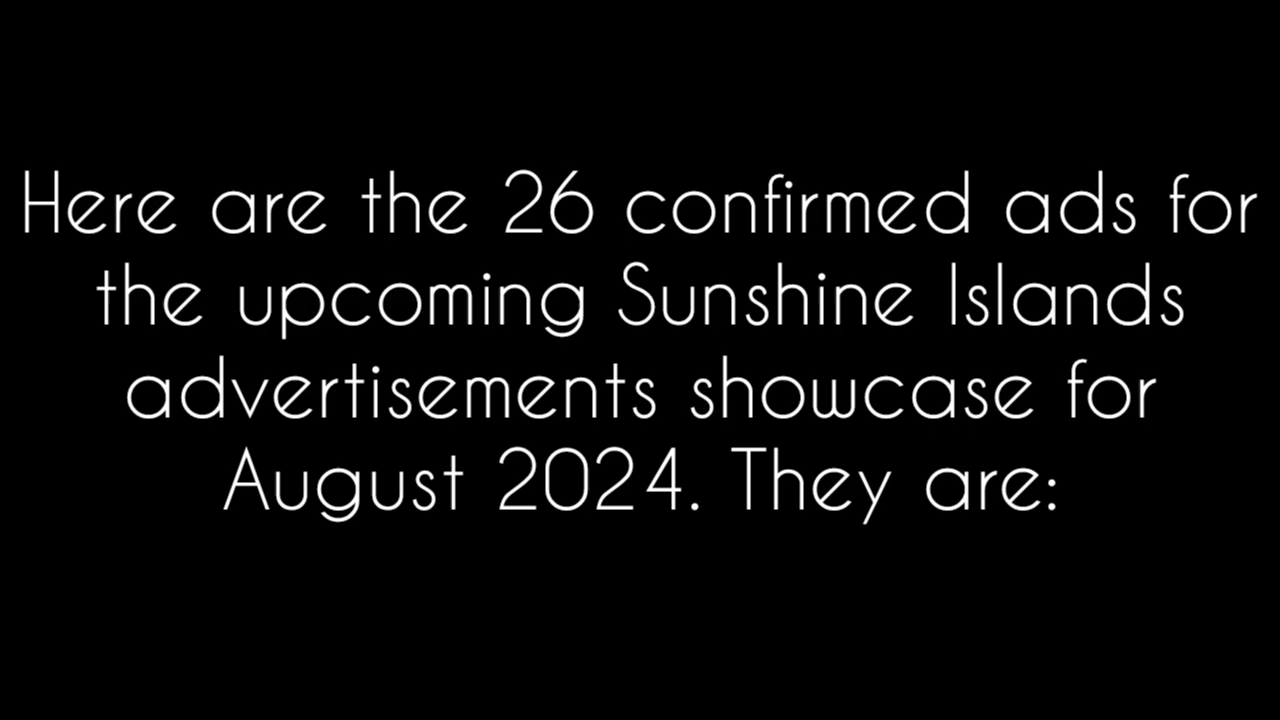 Here are the 26 confirmed ads for
the upcoming Sunshine Islands
advertisements showcase for
August 2024. They are: